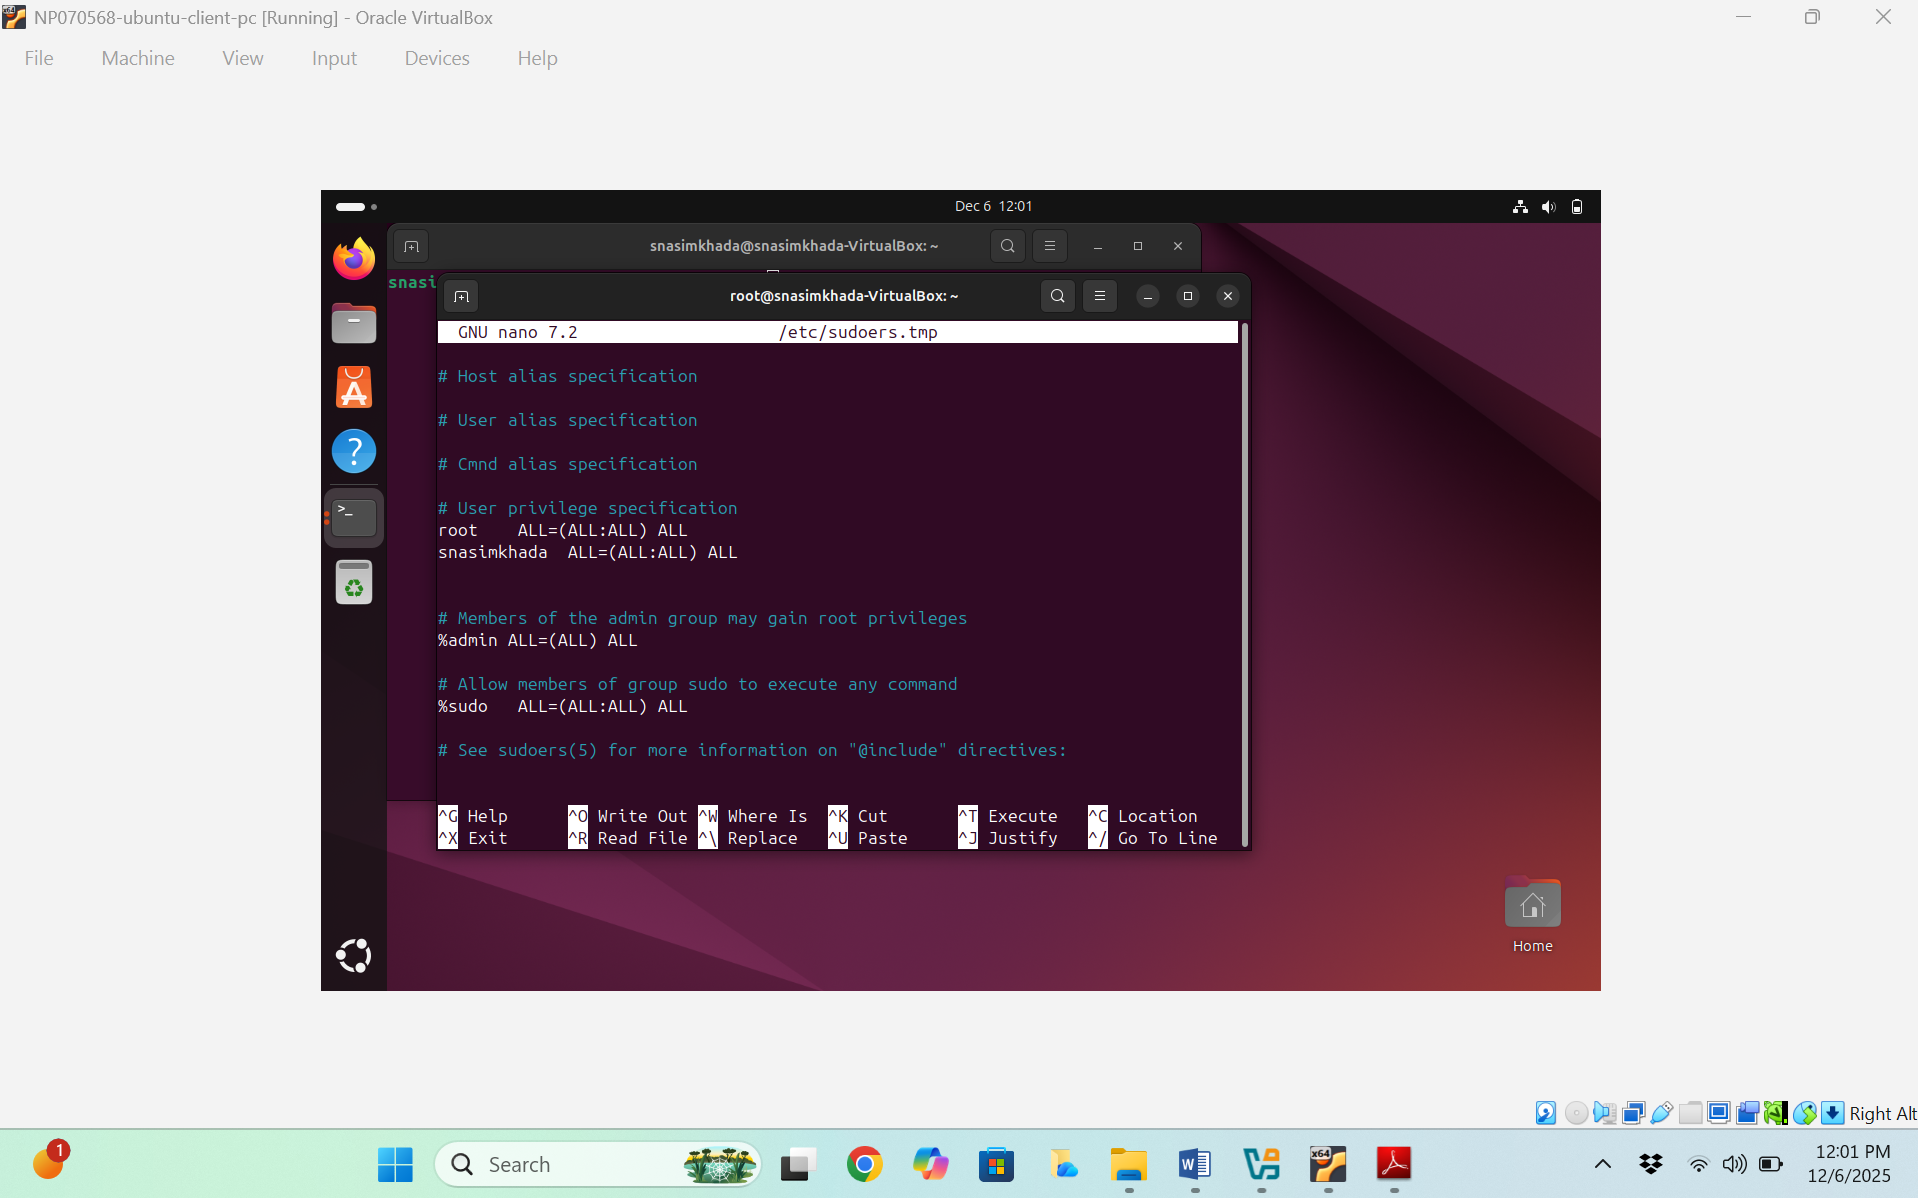 NP070568-ubuntu-client-pc [Running] - Oracle VirtualBox
File Machine View Input Devices Help
Dec 6 12:01
snasimkhada@snasimkhada-VirtualBox: ~
snasi
root@snasimkhada-VirtualBox: ~
GNU nano 7.2 /etc/sudoers.tmp
# Host alias specification
# User alias specification
# Cmnd alias specification
# User privilege specification
root ALL=(ALL:ALL) ALL
snasimkhada ALL=(ALL:ALL) ALL
# Members of the admin group may gain root privileges
%admin ALL=(ALL) ALL
# Allow members of group sudo to execute any command
%sudo ALL=(ALL:ALL) ALL
# See sudoers(5) for more information on "@include" directives:
^G Help ^O Write Out ^W Where Is ^K Cut ^T Execute ^C Location
^X Exit ^R Read File ^\ Replace ^U Paste ^J Justify ^/ Go To Line
Home
Right Alt
1
Search
x64
12:01 PM
12/6/2025